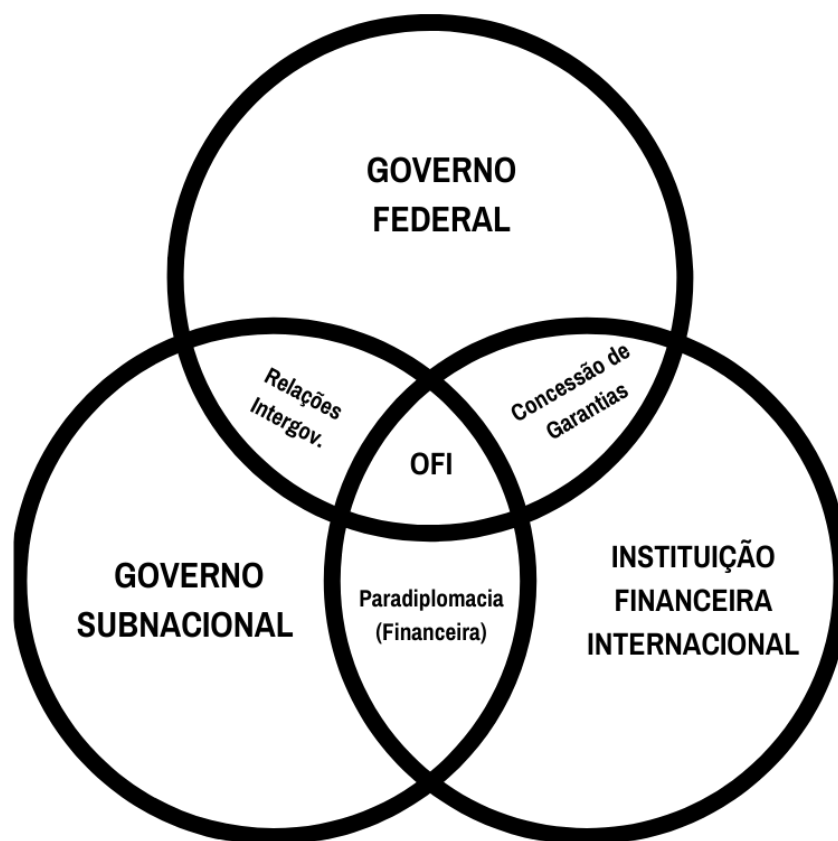 GOVERNO
FEDERAL
Relações
Intergov.
Concessão de
Garantias
OFI
GOVERNO
SUBNACIONAL
Paradiplomacia
(Financeira)
INSTITUIÇÃO
FINANCEIRA
INTERNACIONAL